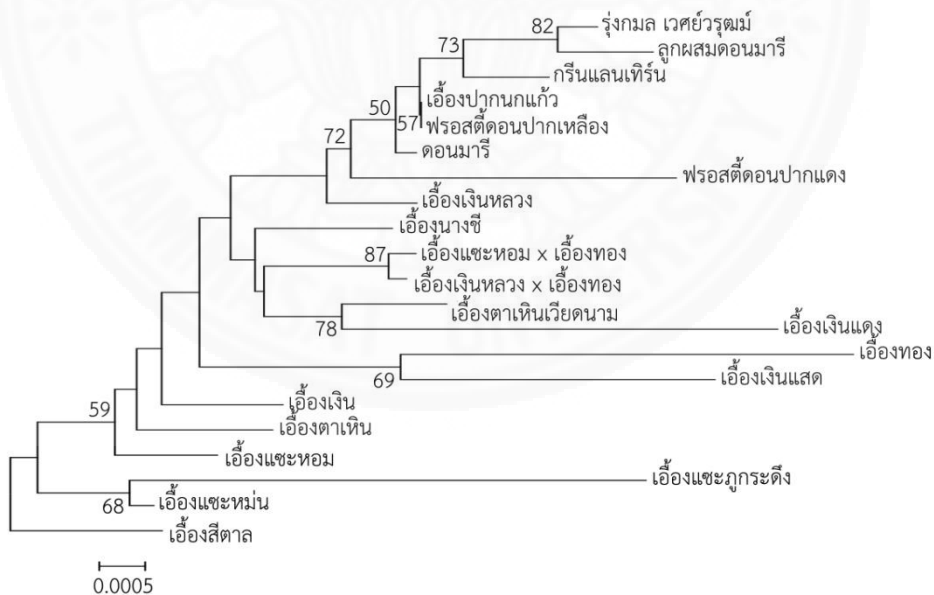 82 รุ่งกมล เวศย์วรุฒม์
73 ลูกผสมดอนมารี
กรีนแลนเทิร์น
เอื้องปากนกแก้ว
50 57 ฟรอสตี้ดอนปากเหลือง
72 ดอนมารี
ฟรอสตี้ดอนปากแดง
เอื้องเงินหลวง
เอื้องนางชี
87 เอื้องแซะหอม x เอื้องทอง
เอื้องเงินหลวง x เอื้องทอง
เอื้องตาเหินเวียดนาม
78 เอื้องเงินแดง
เอื้องทอง
69 เอื้องเงินแสด
เอื้องเงิน
59 เอื้องตาเหิน
เอื้องแซะหอม
เอื้องแซะภูกระดึง
68 เอื้องแซะหม่น
เอื้องสีตาล
0.0005